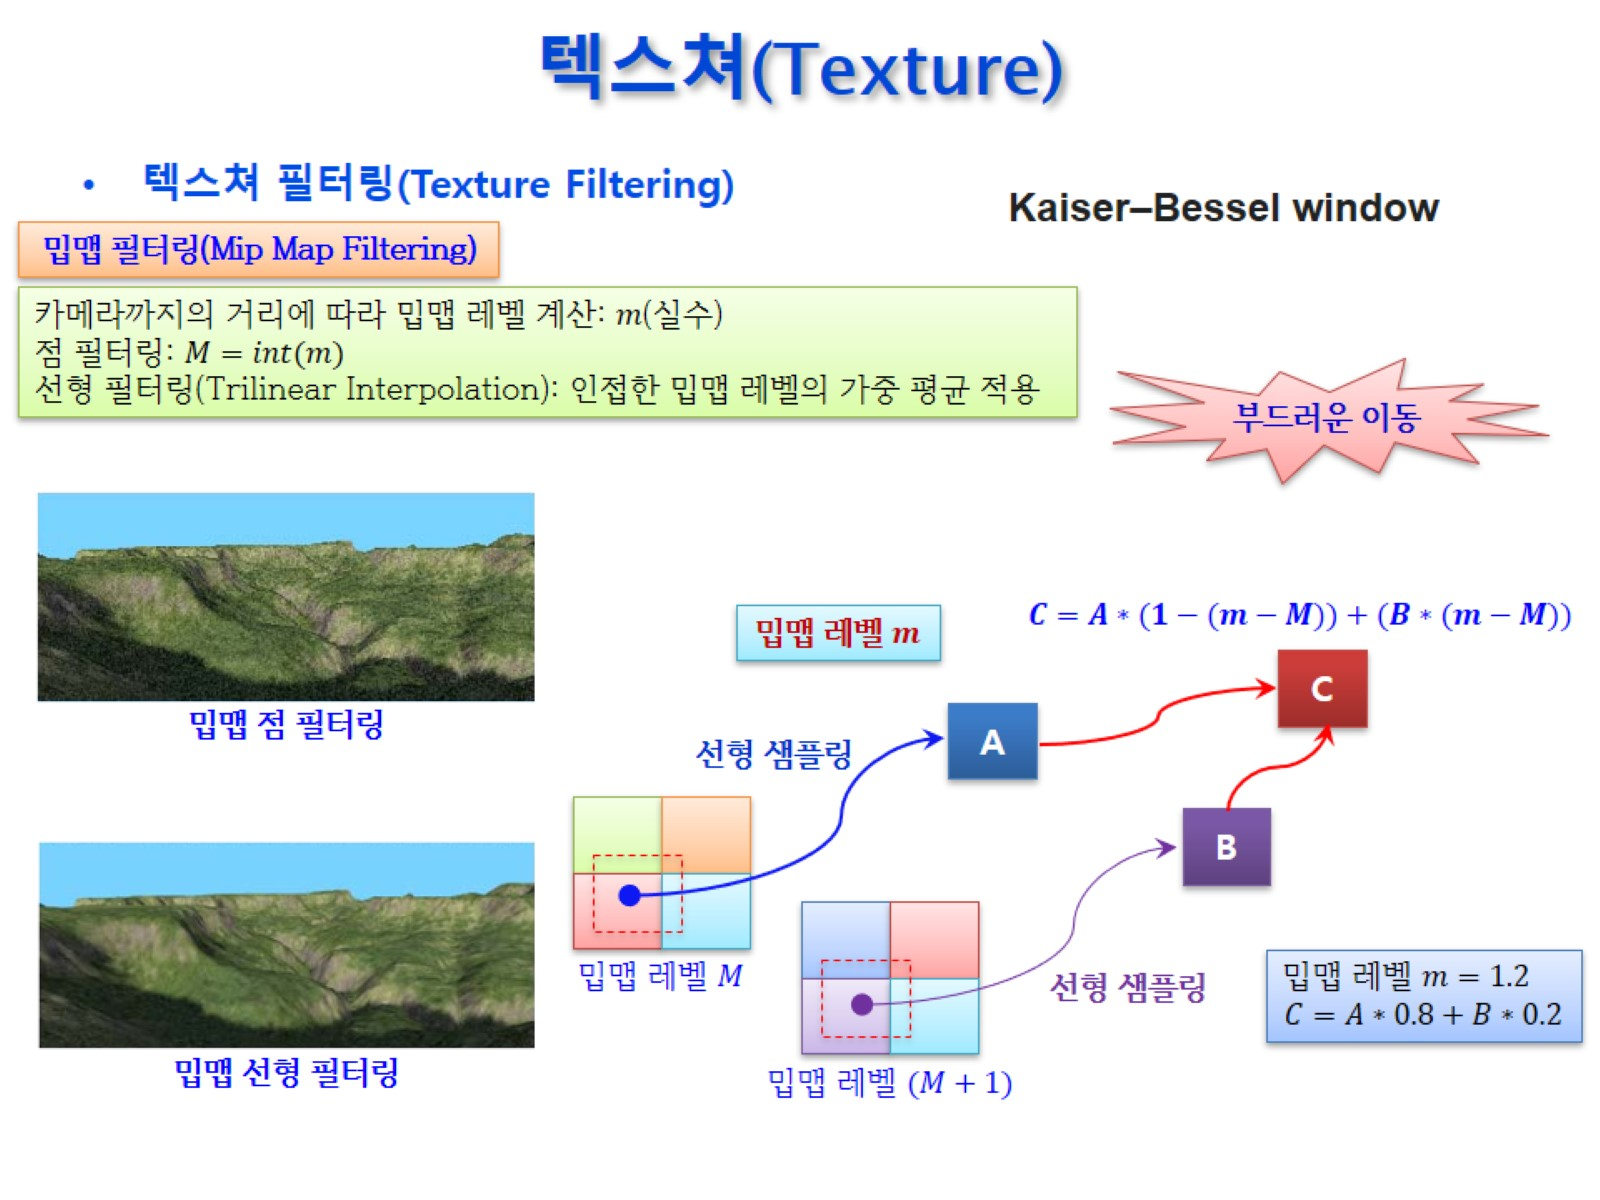 텍스쳐(Texture)
• 텍스쳐 필터링(Texture Filtering)
Kaiser–Bessel window
밉맵 필터링(Mip Map Filtering)
카메라까지의 거리에 따라 밉맵 레벨 계산: m(실수)
점 필터링: M = int(m)
선형 필터링(Trilinear Interpolation): 인접한 밉맵 레벨의 가중 평균 적용
부드러운 이동
밉맵 점 필터링
밉맵 선형 필터링
밉맵 레벨 m
C = A * (1 − (m − M)) + (B * (m − M))
C
A
선형 샘플링
B
밉맵 레벨 M
선형 샘플링
밉맵 레벨 (M + 1)
밉맵 레벨 m = 1.2
C = A * 0.8 + B * 0.2